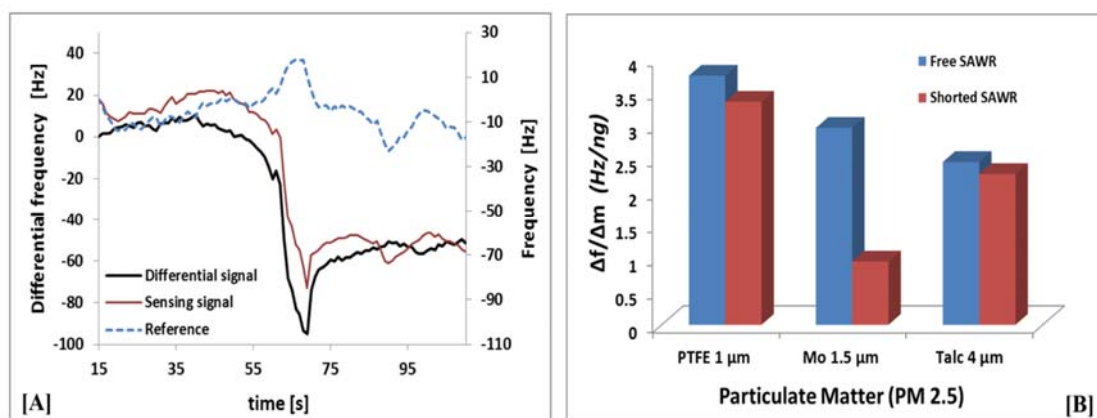 40
20
0
-20
-40
-60
-80
-100
Differential frequency [Hz]
30
10
-10
-30
-50
-70
-90
-110
Frequency [Hz]
Differential signal
Sensing signal
Reference
15 35 55 75 95
time [s]
[A]
4
3.5
3
2.5
2
1.5
1
0.5
0
Δf/Δm (Hz/ng)
Free SAWR
Shorted SAWR
PTFE 1 µm Mo 1.5 µm Talc 4 µm
Particulate Matter (PM 2.5)
[B]